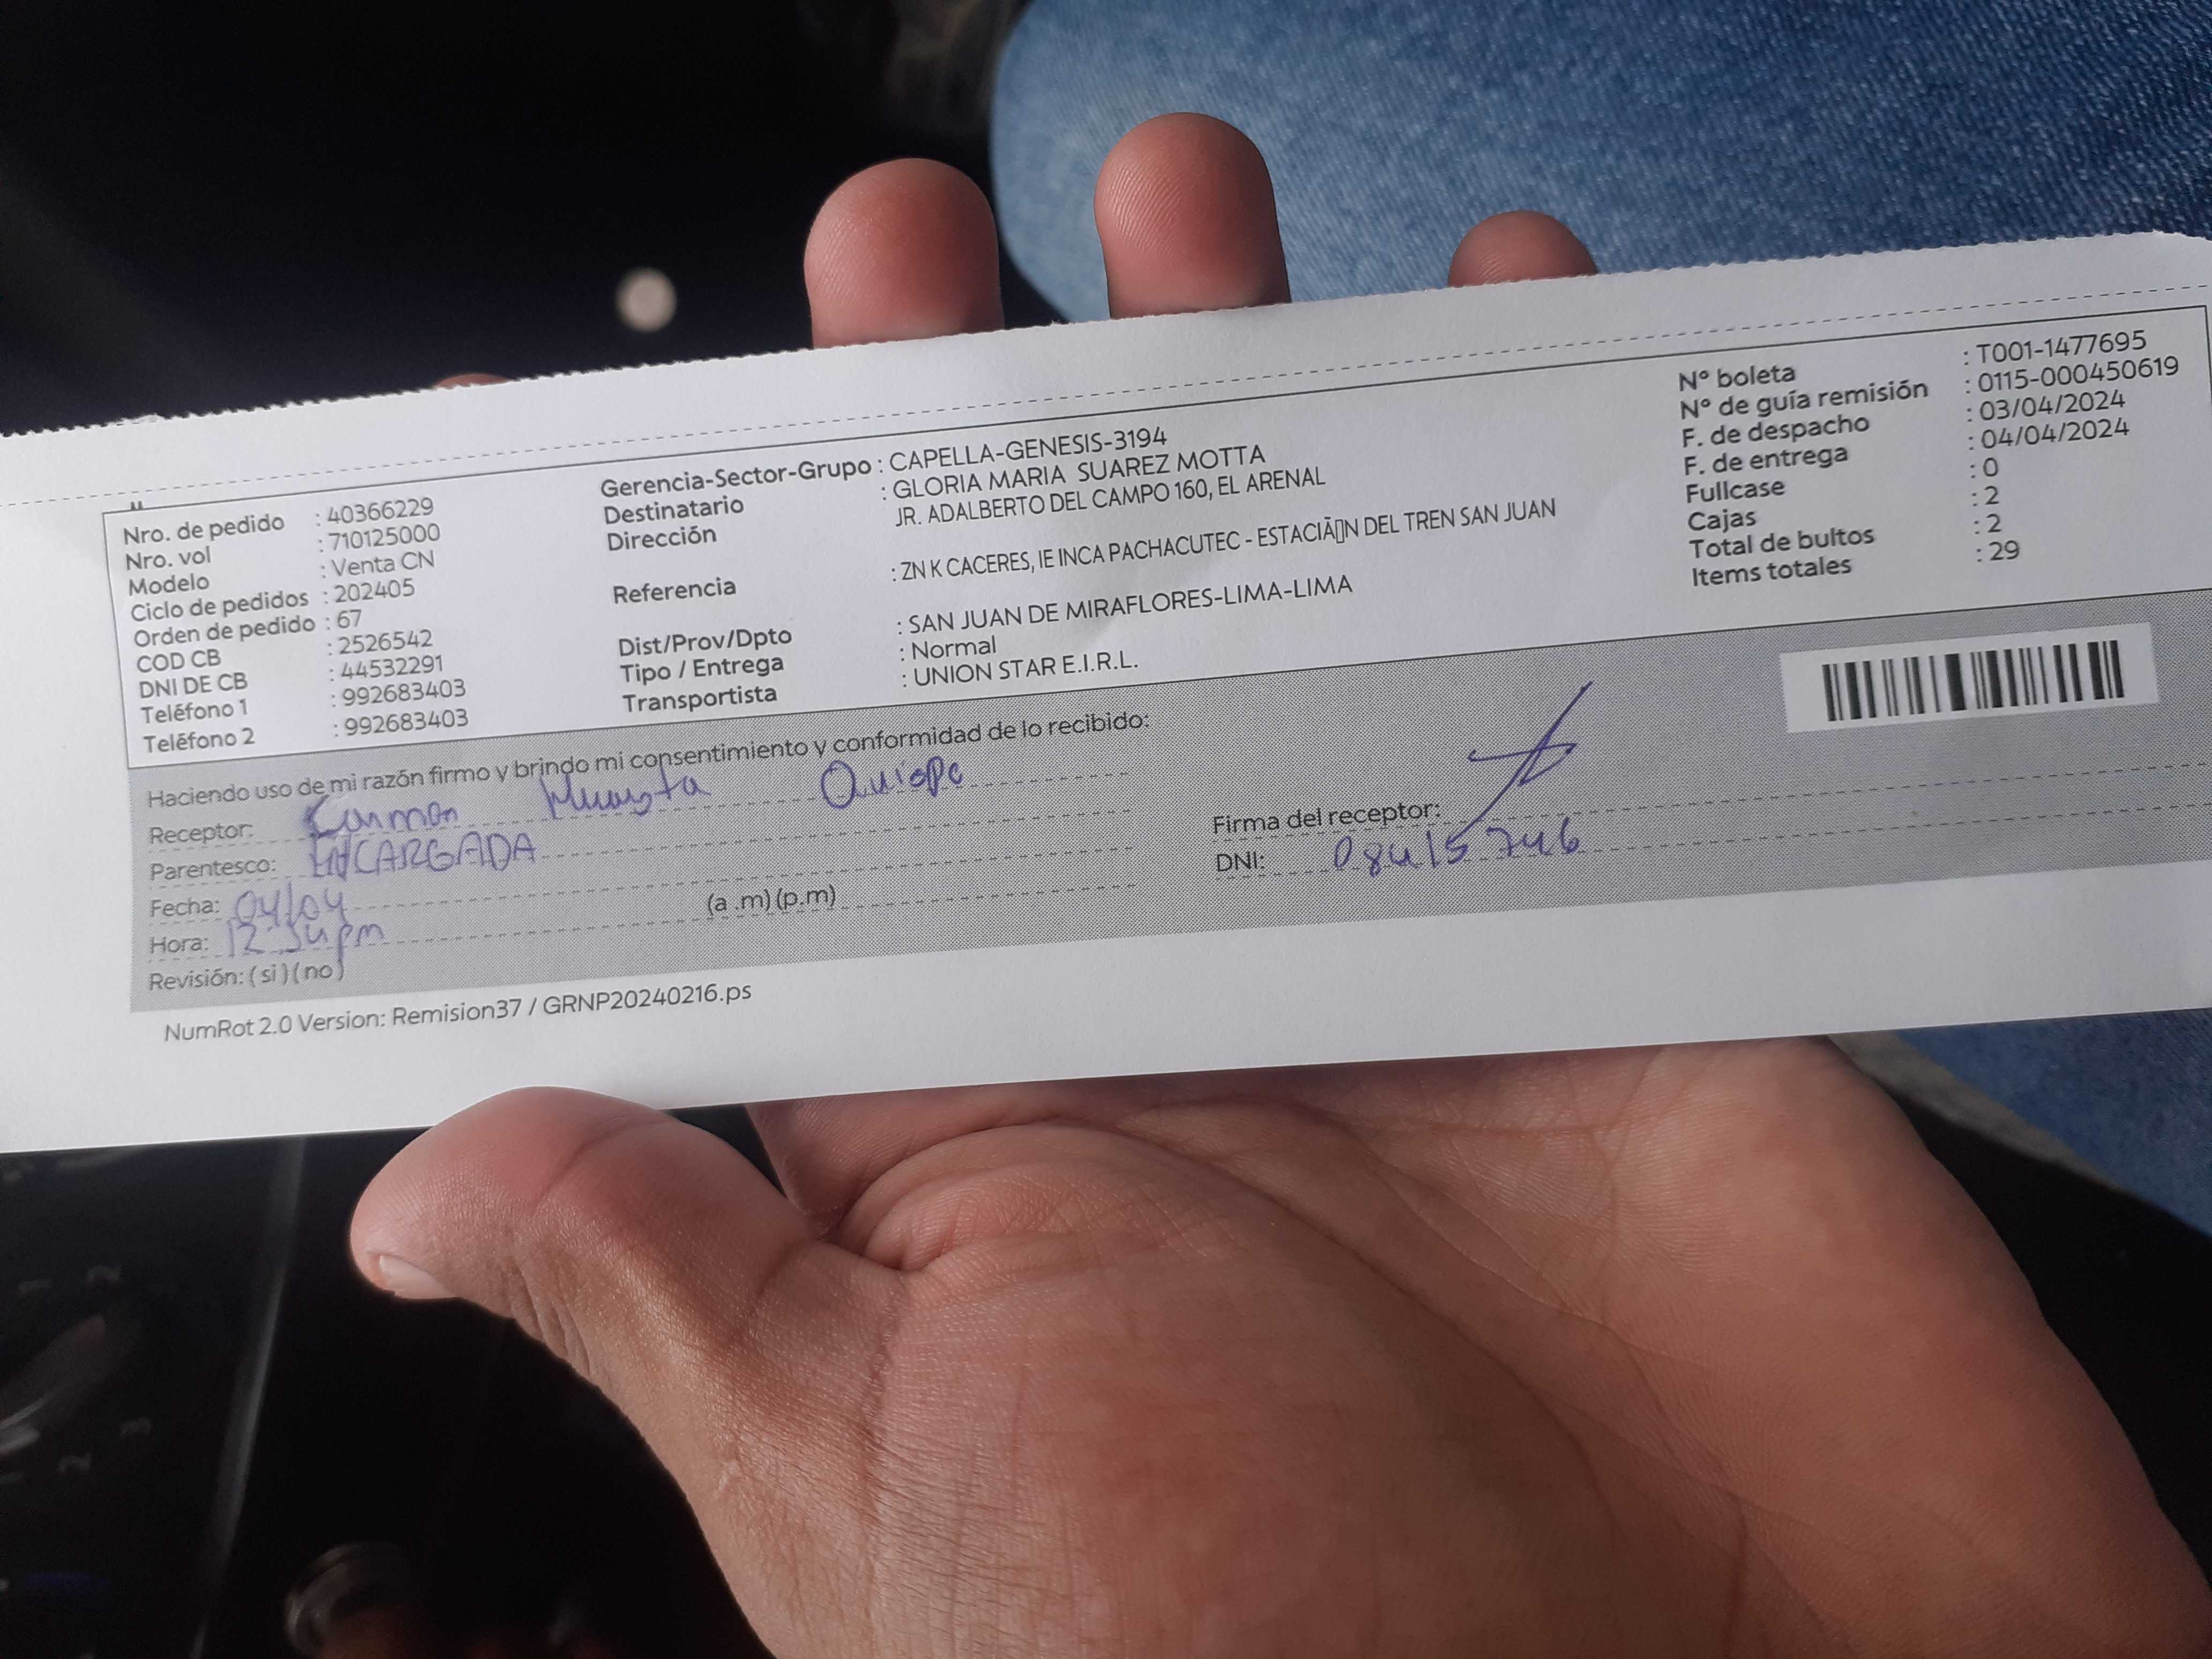 Nro. de pedido : 40366229
Nro. vol : 710125000
Modelo : Venta CN
Ciclo de pedidos : 202405
Orden de pedido : 67
COD CB : 2526542
DNI DE CB : 44532291
Teléfono 1 : 992683403
Teléfono 2 : 992683403
Gerencia-Sector-Grupo : CAPELLA-GENESIS-3194
Destinatario : GLORIA MARIA SUAREZ MOTTA
Dirección JR. ADALBERTO DEL CAMPO 160, EL ARENAL
Referencia : ZN K CACERES, IE INCA PACHACUTEC - ESTACIÃ▯N DEL TREN SAN JUAN
Dist/Prov/Dpto : SAN JUAN DE MIRAFLORES-LIMA-LIMA
Tipo / Entrega : Normal
Transportista : UNION STAR E.I.R.L.
N° boleta : T001-1477695
N° de guía remisión : 0115-000450619
F. de despacho : 03/04/2024
F. de entrega : 04/04/2024
Fullcase : 0
Cajas : 2
Total de bultos : 2
Items totales : 29
Haciendo uso de mi razón firmo y brindo mi consentimiento y conformidad de lo recibido:
Receptor: Carmen Quispe
Parentesco: ENCARGADA
Fecha: 04/04 (a .m) (p.m)
Hora: 12:34pm
Revisión: ( si ) ( no )
Firma del receptor:
DNI: 08415746
NumRot 2.0 Version: Remision37 / GRNP20240216.ps